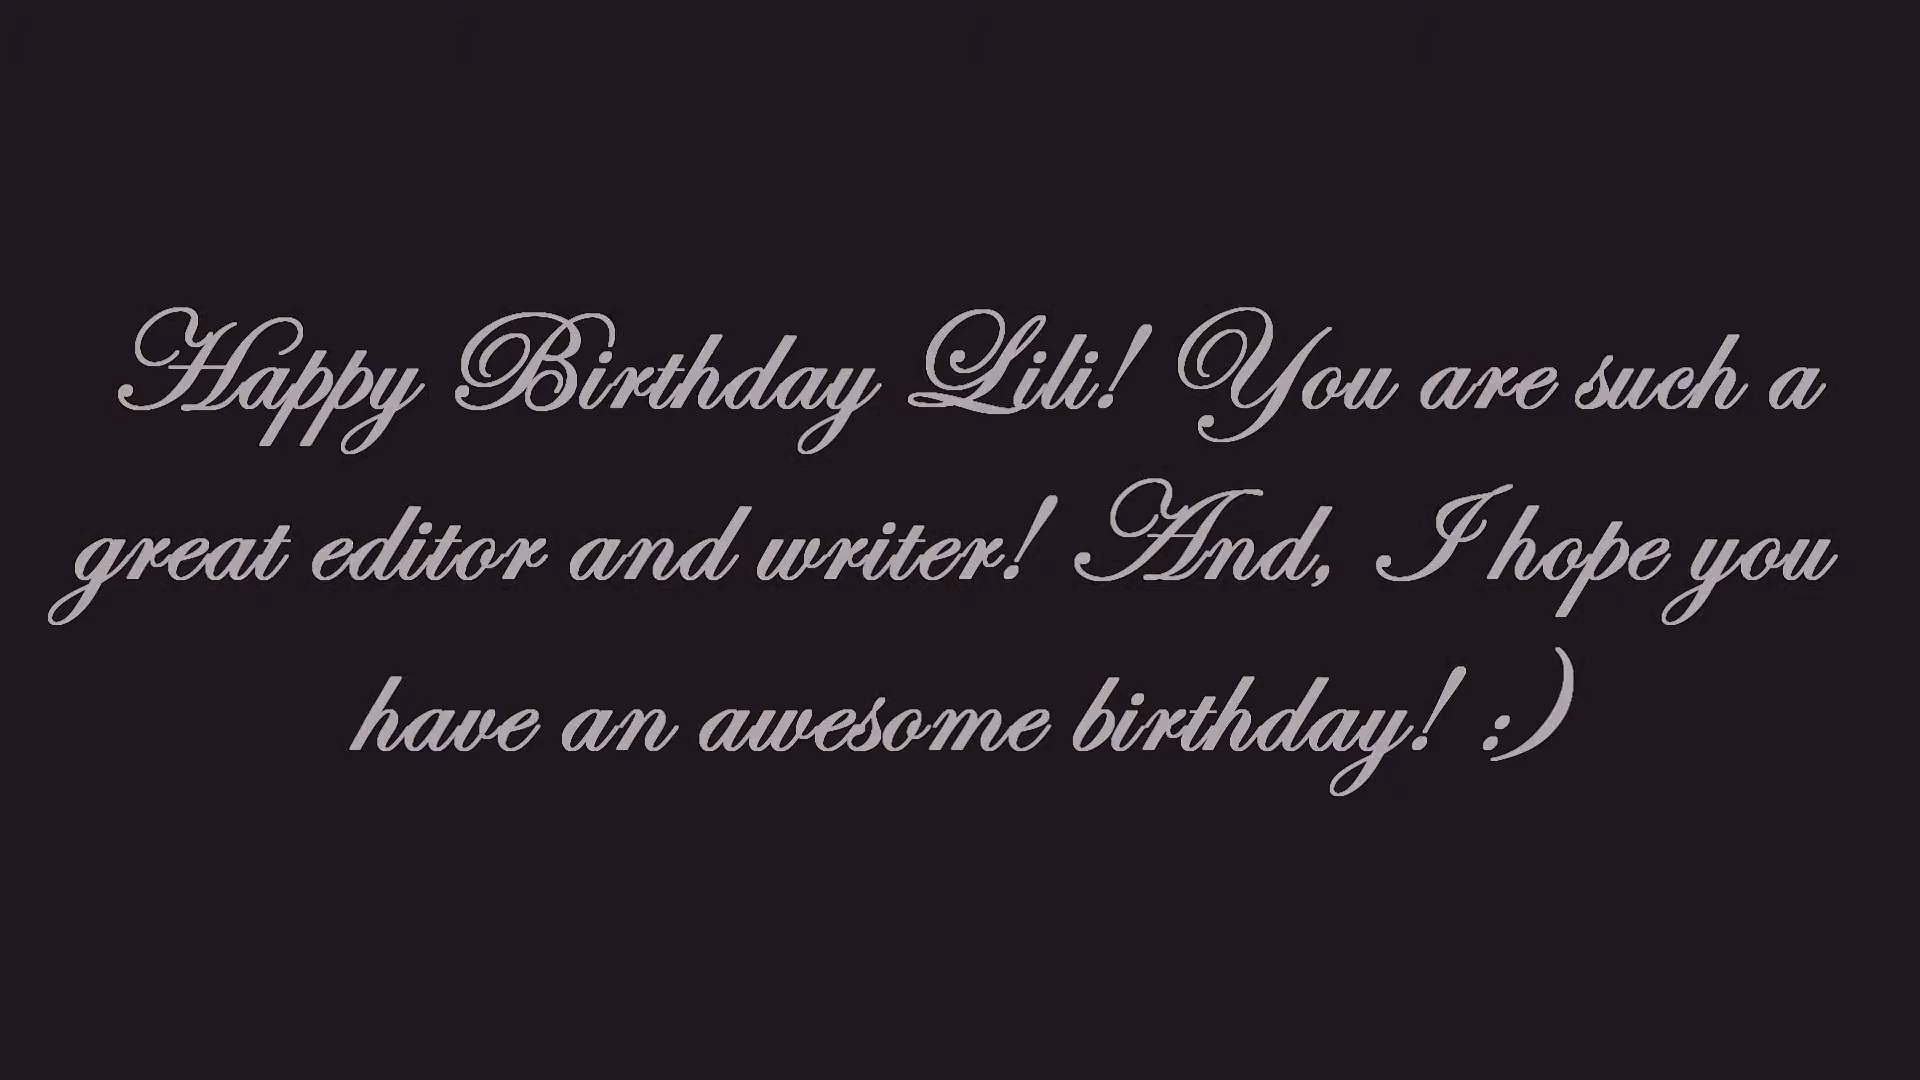 Happy Birthday Lili! You are such a
great editor and writer! And, I hope you
have an awesome birthday! :)